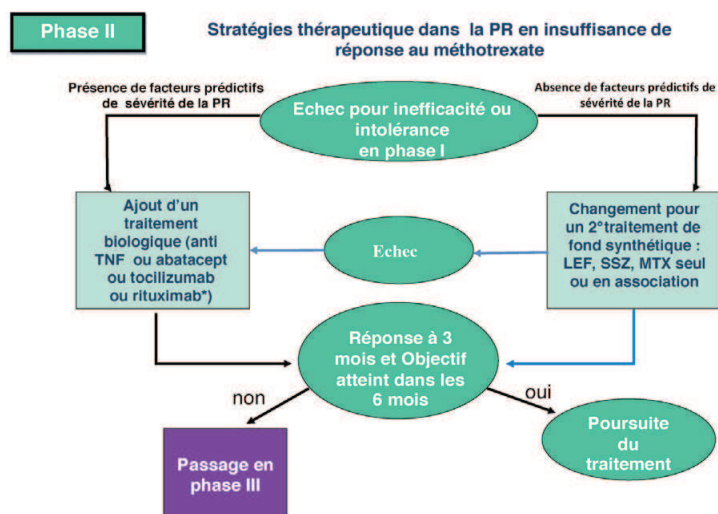 Phase II
Stratégies thérapeutique dans la PR en insuffisance de
réponse au méthotrexate
Présence de facteurs prédictifs
de sévérité de la PR
Absence de facteurs prédictifs de
sévérité de la PR
Echec pour inefficacité ou
intolérance
en phase I
Ajout d’un
traitement
biologique (anti
TNF ou abatacept
ou tocilizumab
ou rituximab*)
Echec
Changement pour
un 2°traitement de
fond synthétique :
LEF, SSZ, MTX seul
ou en association
Réponse à 3
mois et Objectif
atteint dans les
6 mois
non
oui
Passage en
phase III
Poursuite
du
traitement